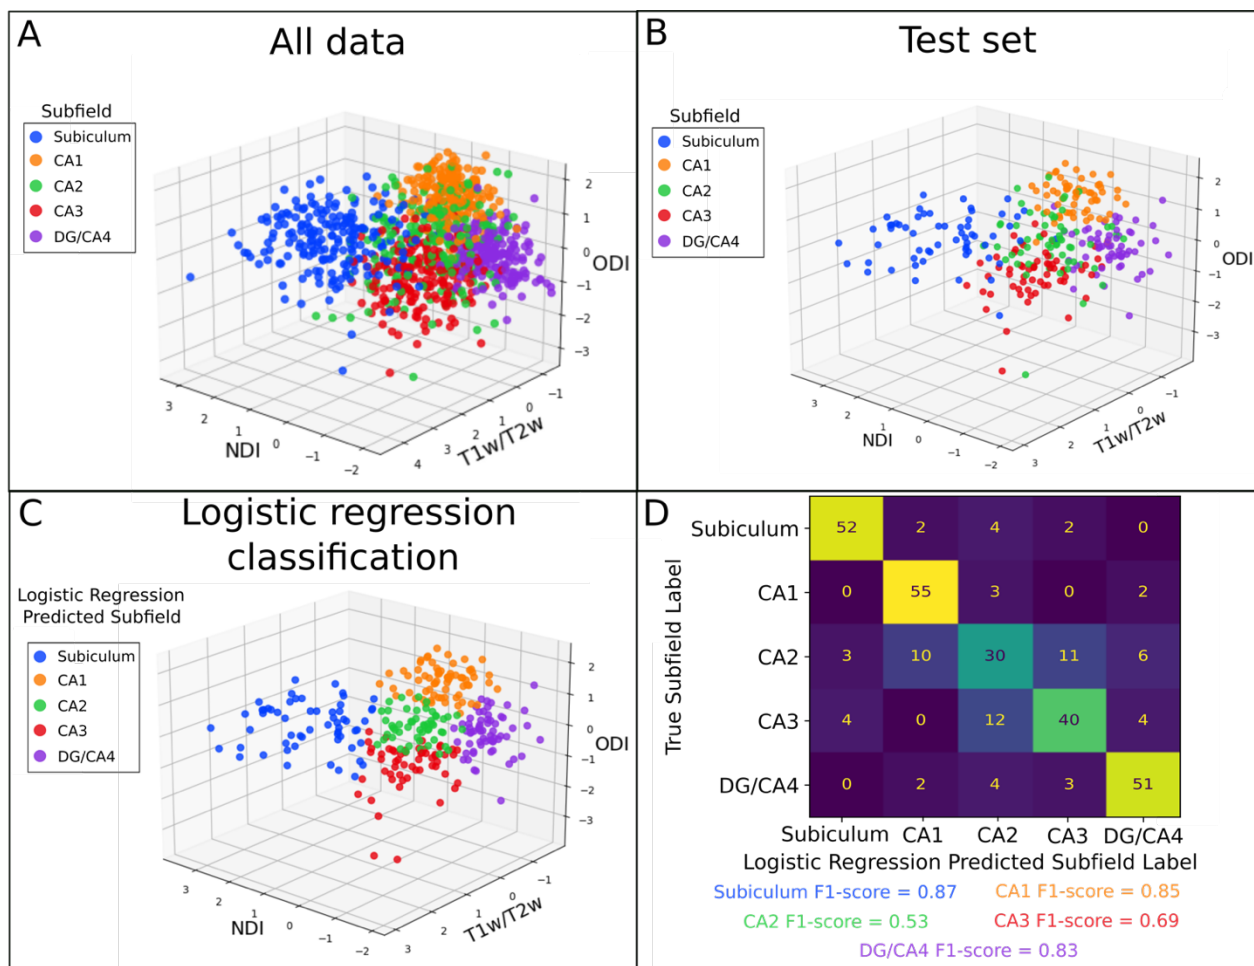 A
All data
Subfield
Subiculum
CA1
CA2
CA3
DG/CA4
2
1
0
-1
-2
-3
ODI
3
2
1
0
-1
-2
NDI
4
3
2
1
0
-1
T1w/T2w
B
Test set
Subfield
Subiculum
CA1
CA2
CA3
DG/CA4
2
1
0
-1
-2
-3
ODI
3
2
1
0
-1
-2
NDI
3
2
1
0
-1
T1w/T2w
C
Logistic regression
classification
Logistic Regression
Predicted Subfield
Subiculum
CA1
CA2
CA3
DG/CA4
2
1
0
-1
-2
-3
ODI
3
2
1
0
-1
-2
NDI
3
2
1
0
-1
T1w/T2w
D
True Subfield Label
Subiculum 52 2 4 2 0
CA1 0 55 3 0 2
CA2 3 10 30 11 6
CA3 4 0 12 40 4
DG/CA4 0 2 4 3 51
Subiculum CA1 CA2 CA3 DG/CA4
Logistic Regression Predicted Subfield Label
Subiculum F1-score = 0.87 CA1 F1-score = 0.85
CA2 F1-score = 0.53 CA3 F1-score = 0.69
DG/CA4 F1-score = 0.83